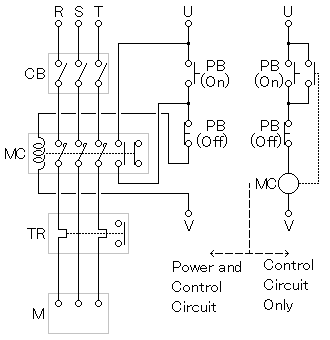 R S T U U
CB PB PB
(On) (On)
PB PB
(Off) (Off)
MC MC
V V
TR
Power and Control
Control Circuit
Circuit Only
M